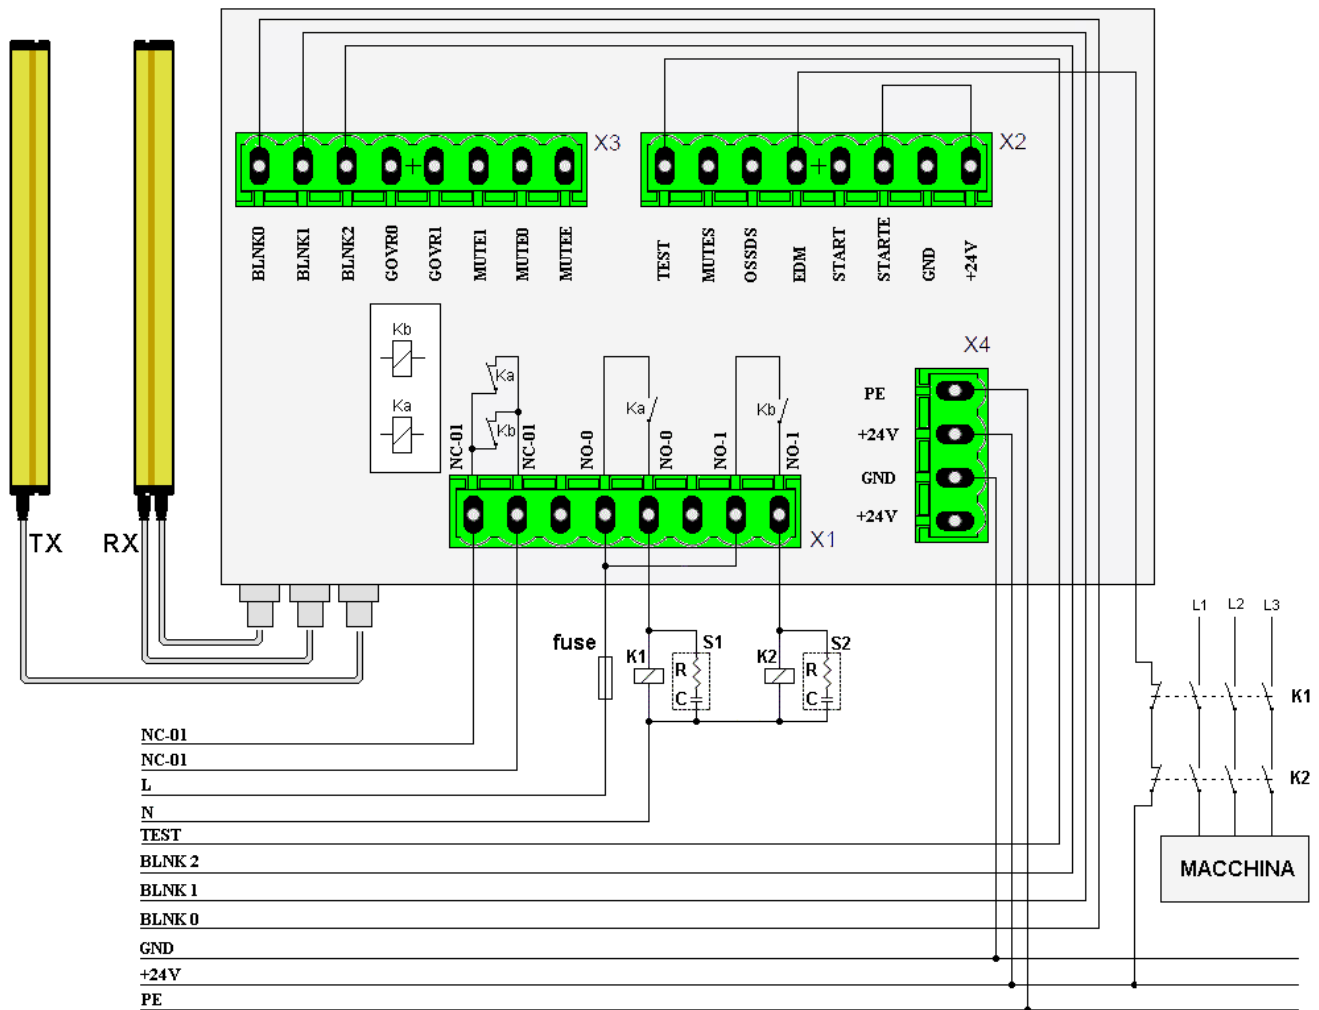 X3
X2
BLNK0
BLNK1
BLNK2
GOVR0
GOVR1
MUTE1
MUTE0
MUTEE
TEST
MUTES
OSSDS
EDM
START
STARTE
GND
+24V
Kb
Ka
Ka
Kb
Ka
Kb
NC-01
NC-01
NO-0
NO-0
NO-1
NO-1
X4
PE
+24V
GND
+24V
X1
TX
RX
fuse
K1
S1
R
C
K2
S2
R
C
L1
L2
L3
K1
K2
MACCHINA
NC-01
NC-01
L
N
TEST
BLNK 2
BLNK 1
BLNK 0
GND
+24V
PE